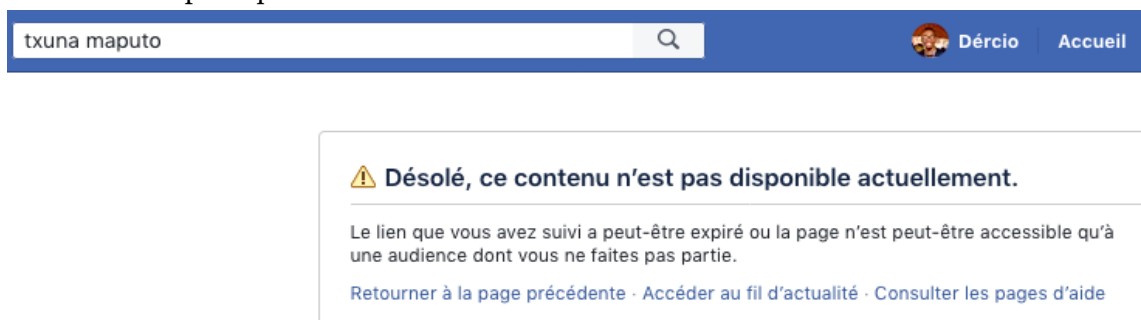 txuna maputo
Dércio Accueil
Désolé, ce contenu n'est pas disponible actuellement.
Le lien que vous avez suivi a peut-être expiré ou la page n'est peut-être accessible qu'à
une audience dont vous ne faites pas partie.
Retourner à la page précédente · Accéder au fil d'actualité · Consulter les pages d'aide